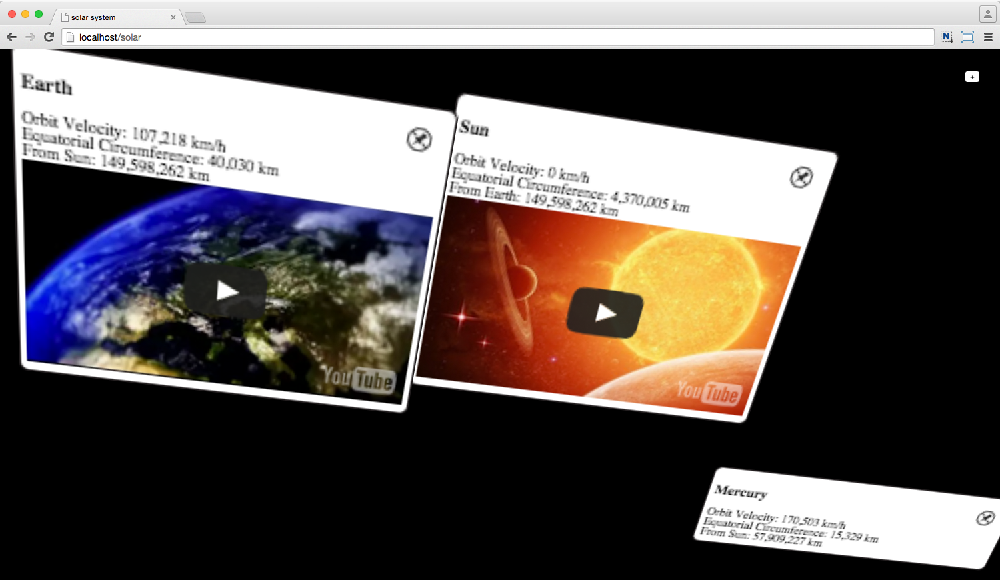 solar system
localhost/solar
N
+
Earth
Orbit Velocity: 107,218 km/h
Equatorial Circumference: 40,030 km
From Sun: 149,598,262 km
YouTube
Sun
Orbit Velocity: 0 km/h
Equatorial Circumference: 4,370,005 km
From Earth: 149,598,262 km
YouTube
Mercury
Orbit Velocity: 170,503 km/h
Equatorial Circumference: 15,329 km
From Sun: 57,909,227 km